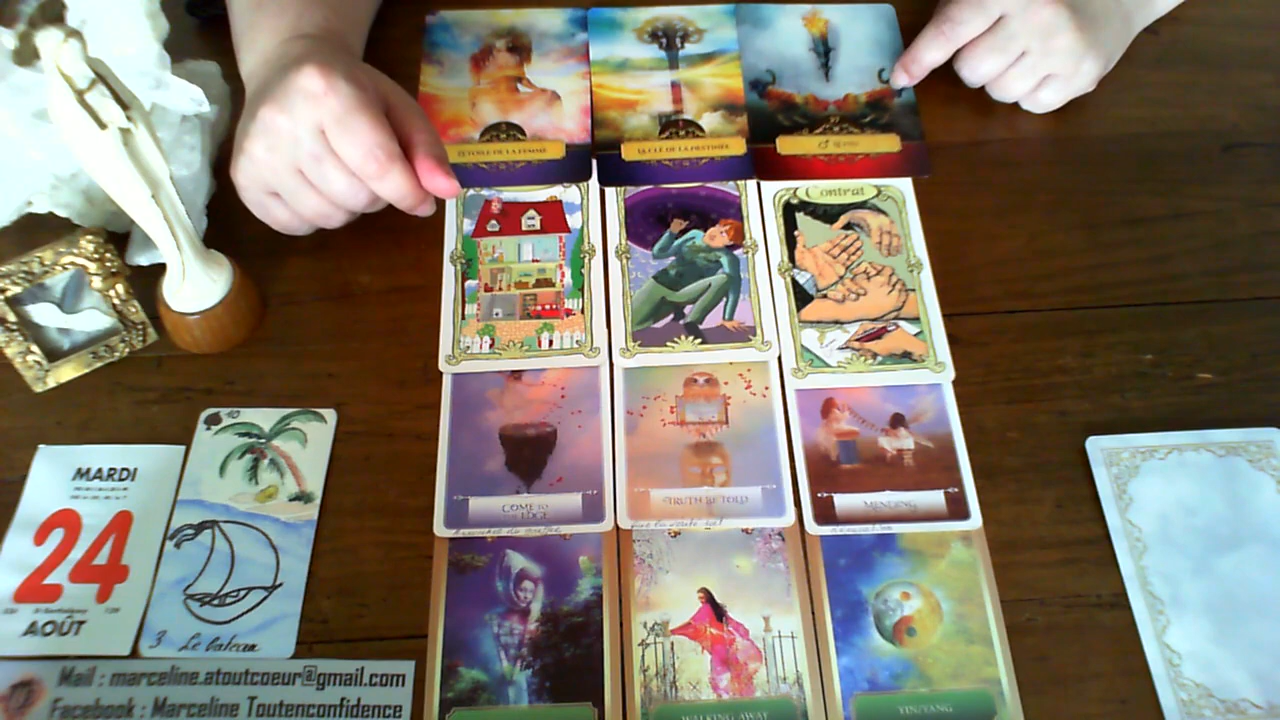 L'ÉTOILE DE LA FEMME
LA CLÉ DE LA DESTINÉE
Contrat
COME TO
EDGE
TRUTH BE TOLD
MENDING
WALKING AWAY
YIN/YANG
10
MARDI
24
AOÛT
3 Le bateau
Mail : marceline.atoutcoeur@gmail.com
Facebook : Marceline Toutenconfidence